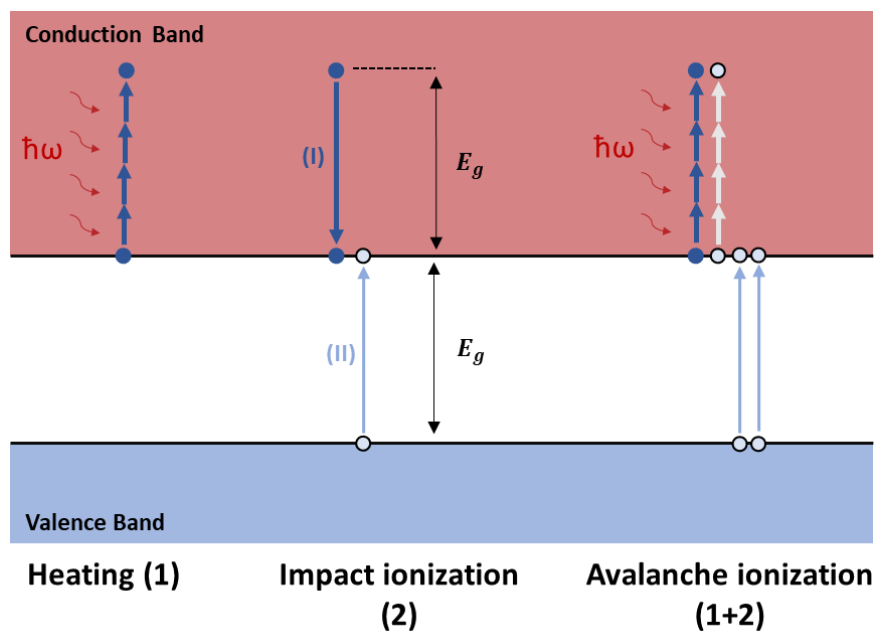 Conduction Band
ħω
(I)
E_g
ħω
(II)
E_g
Valence Band
Heating (1)
Impact ionization
(2)
Avalanche ionization
(1+2)